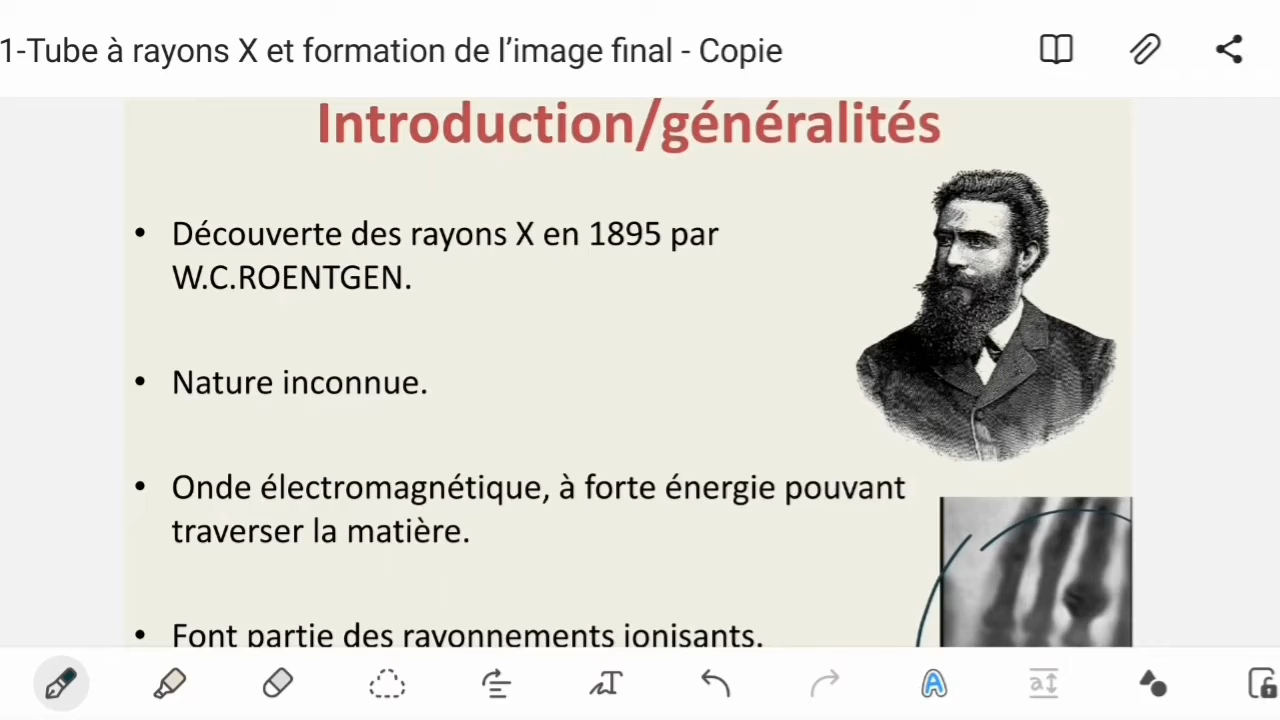 1-Tube à rayons X et formation de l’image final - Copie
Introduction/généralités
• Découverte des rayons X en 1895 par
W.C.ROENTGEN.
• Nature inconnue.
• Onde électromagnétique, à forte énergie pouvant
traverser la matière.
• Font partie des rayonnements ionisants.